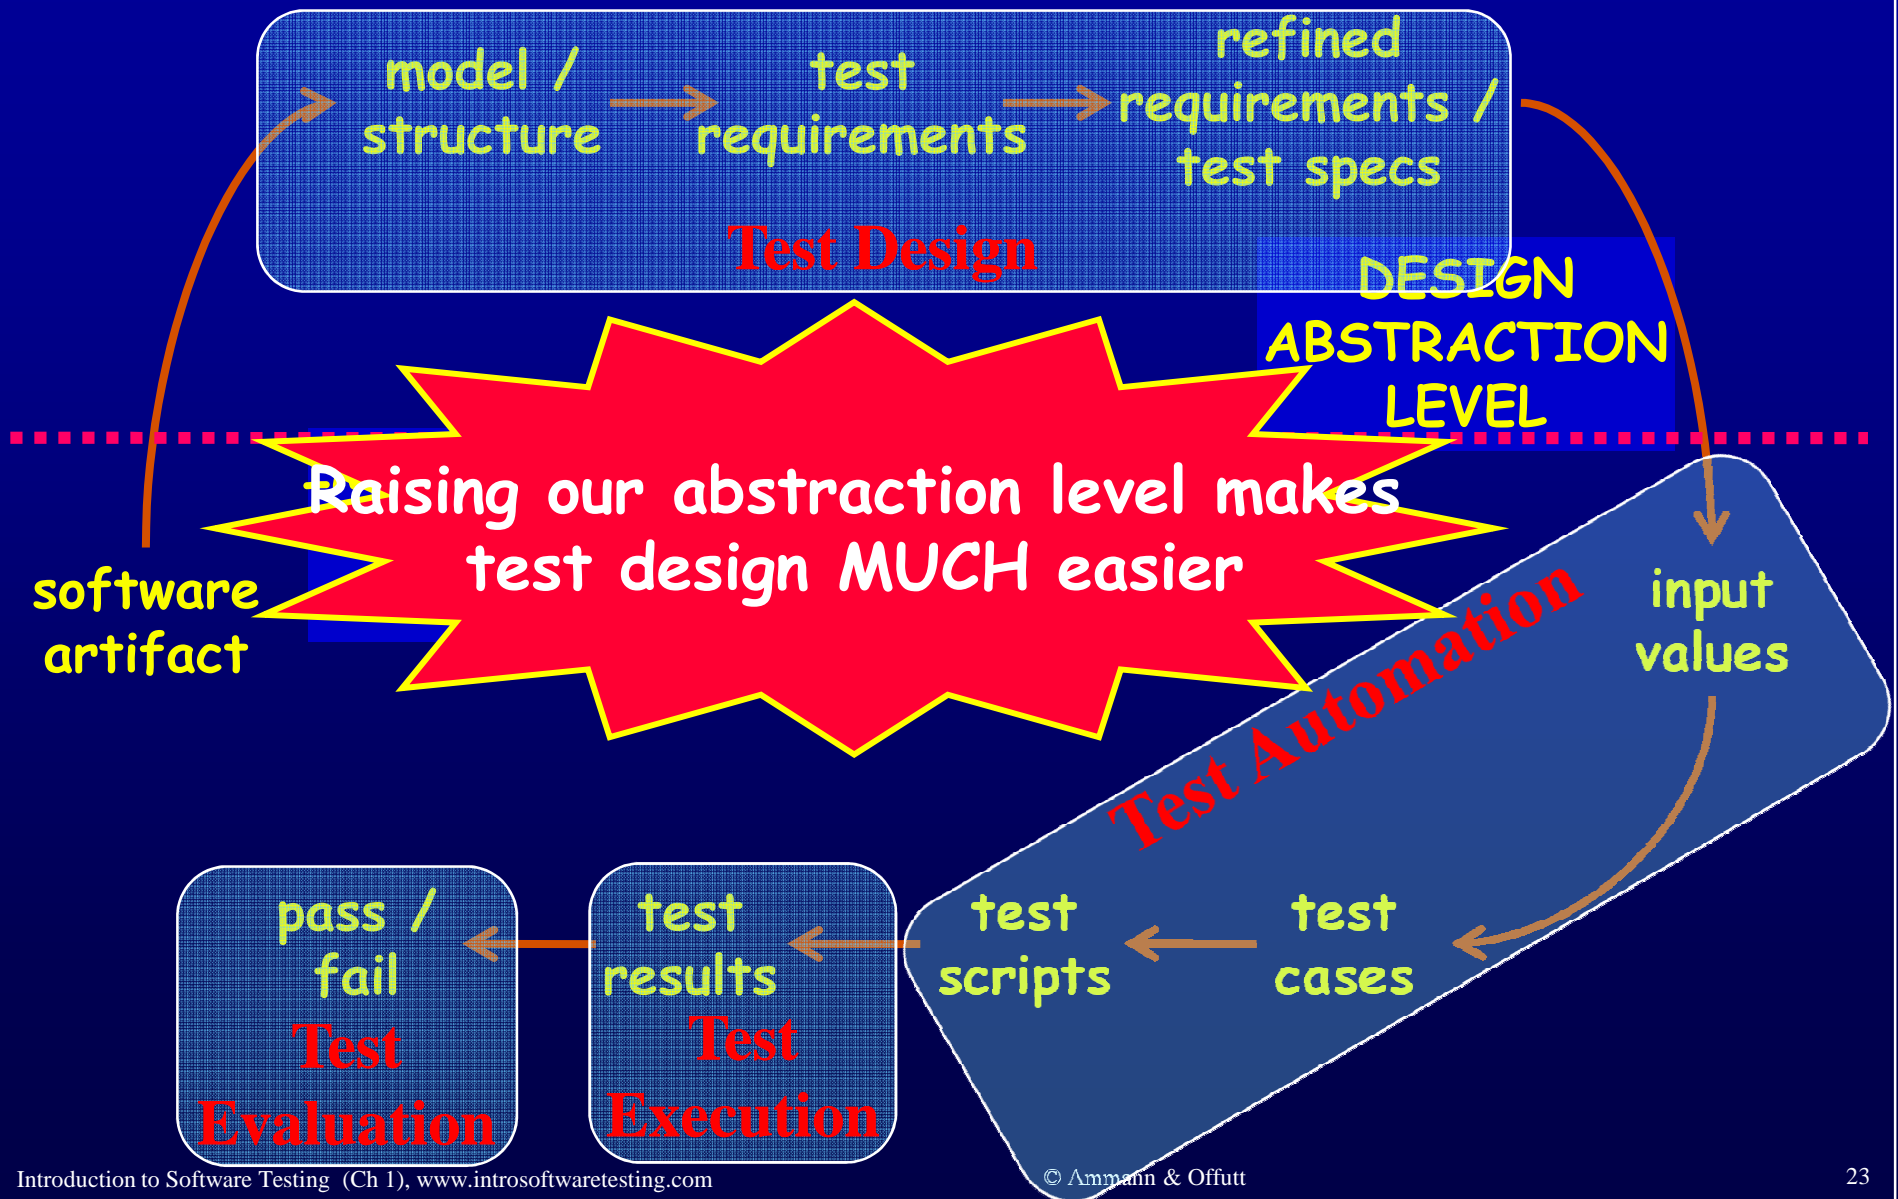 model /
structure
test
requirements
refined
requirements /
test specs
Test Design
DESIGN
ABSTRACTION
LEVEL
Raising our abstraction level makes
test design MUCH easier
software
artifact
input
values
Test Automation
pass /
fail
Test
Evaluation
test
results
Test
Execution
test
scripts
test
cases
Introduction to Software Testing (Ch 1), www.introsoftwaretesting.com
© Ammann & Offutt
23